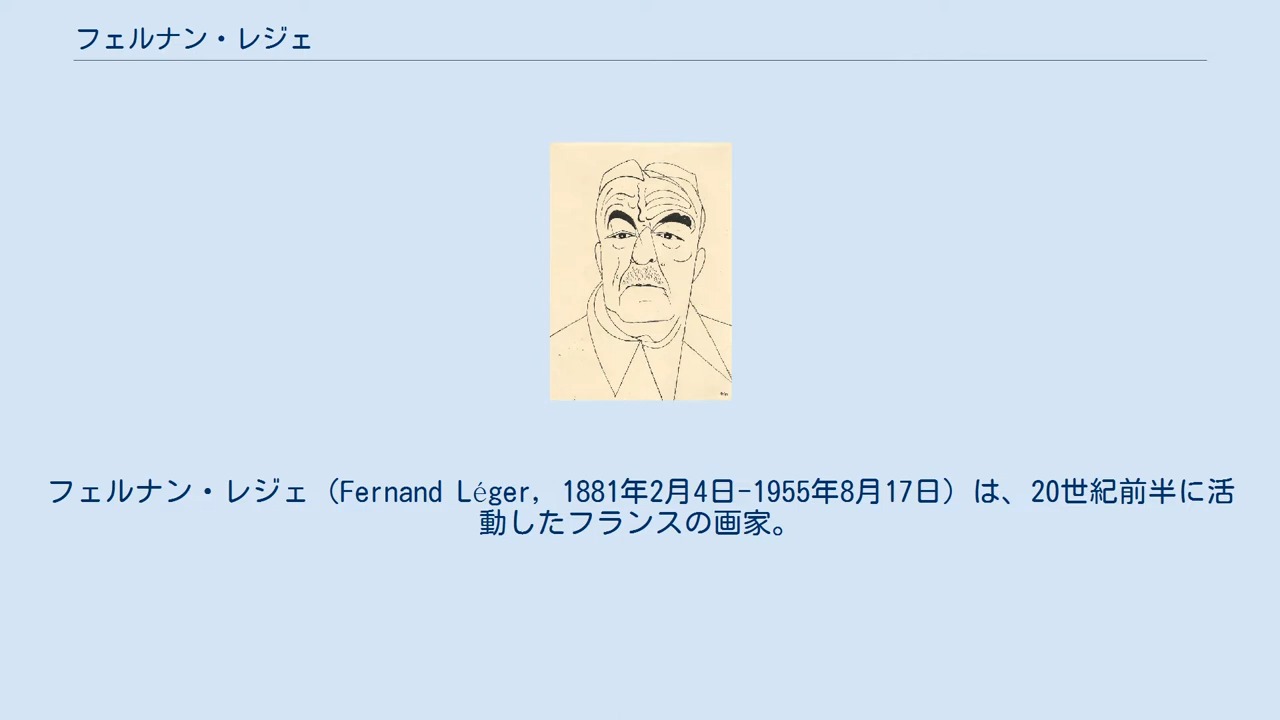 フェルナン・レジェ
フェルナン・レジェ（Fernand Léger, 1881年2月4日-1955年8月17日）は、20世紀前半に活
動したフランスの画家。